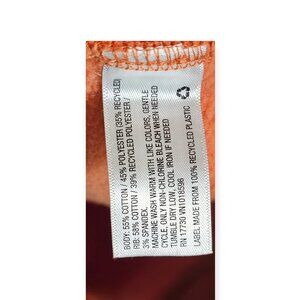 BODY: 55% COTTON / 45% POLYESTER (35% RECYCLED)
RIB: 58% COTTON / 39% RECYCLED POLYESTER /
3% SPANDEX.
MACHINE WASH WARM WITH LIKE COLORS, GENTLE
CYCLE, ONLY NON-CHLORINE BLEACH WHEN NEEDED
TUMBLE DRY LOW, COOL IRON IF NEEDED
RN 17730 VN1018596
LABEL MADE FROM 100% RECYCLED PLASTIC